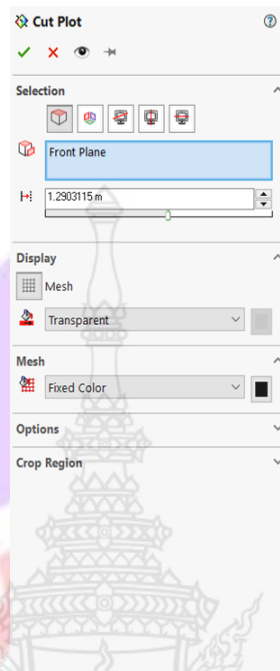 Cut Plot
Selection
Front Plane
1.2903115 m
Display
Mesh
Transparent
Mesh
Fixed Color
Options
Crop Region